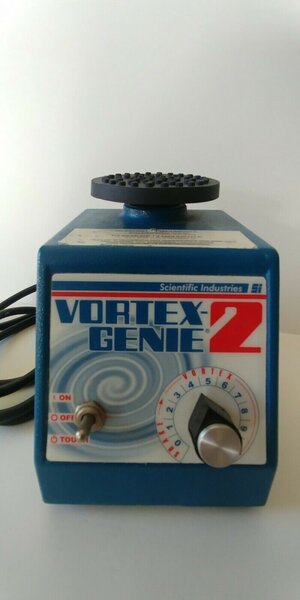 Scientific Industries SI
VORTEX-
GENIE® 2
VORTEX
SHAKE
0 1 2 3 4 5 6 7 8 9
ON
OFF
TOUCH